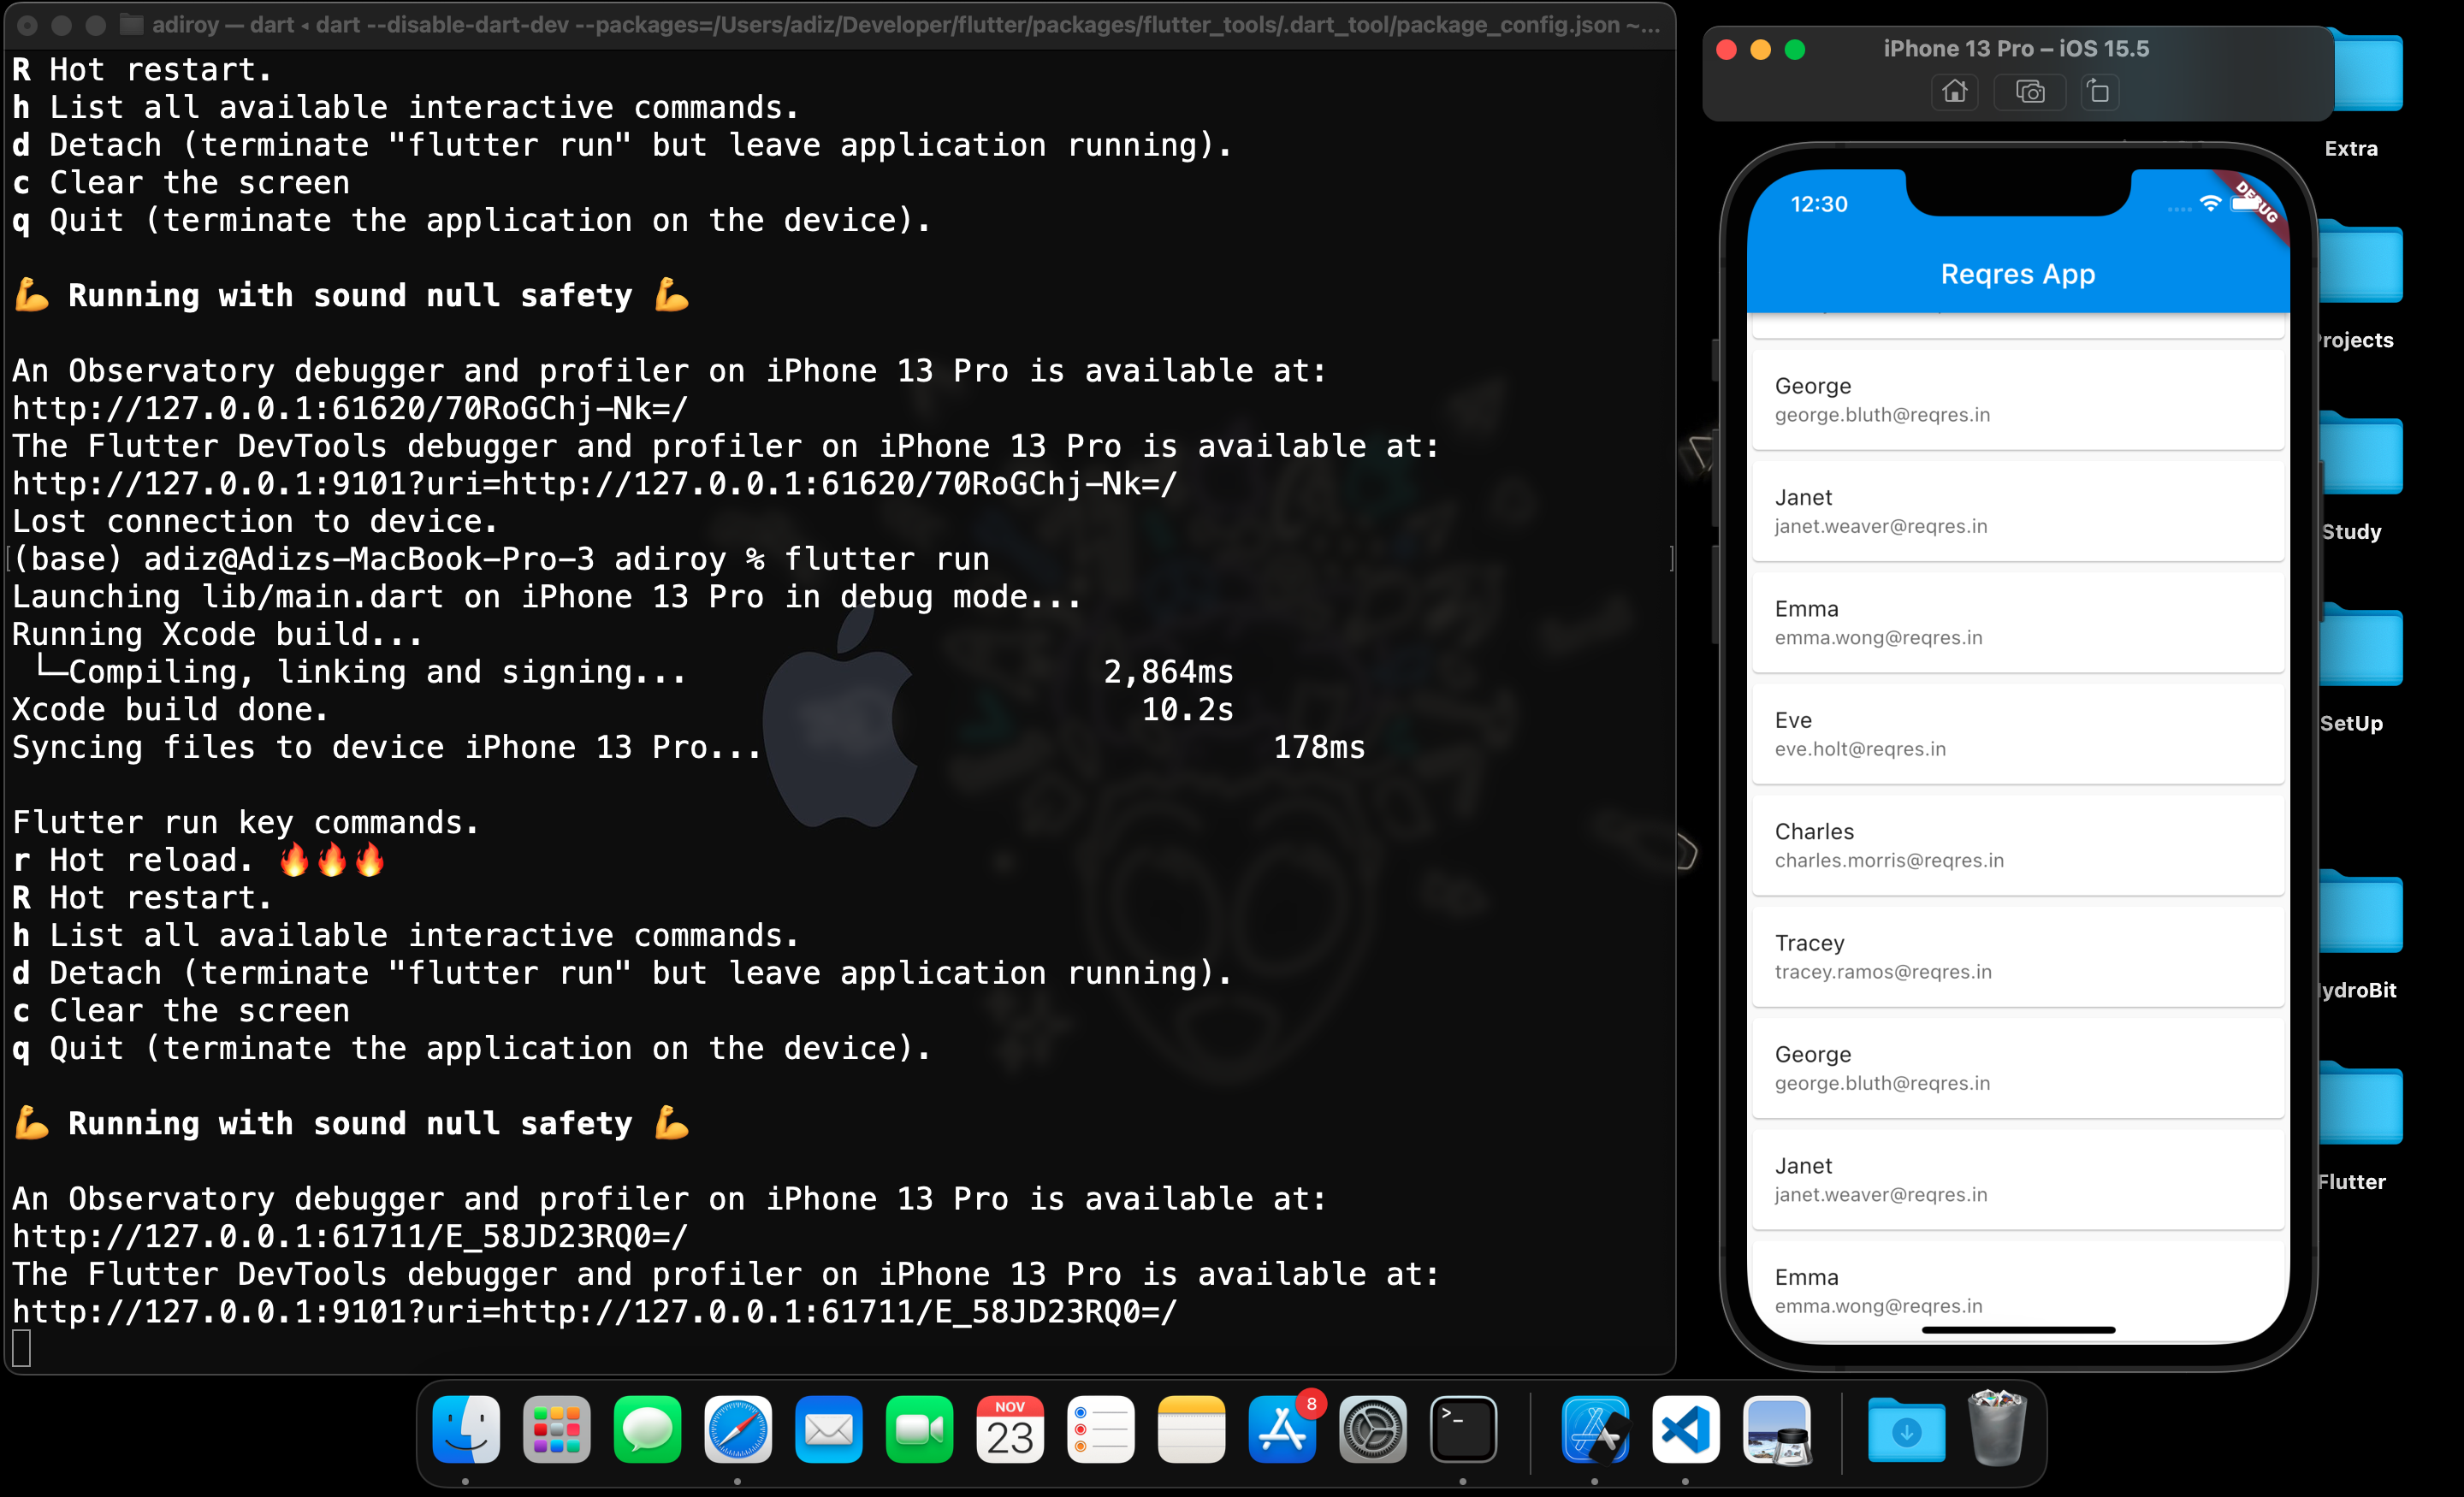 adiroy — dart ◂ dart --disable-dart-dev --packages=/Users/adiz/Developer/flutter/packages/flutter_tools/.dart_tool/package_config.json ~...
R Hot restart.
h List all available interactive commands.
d Detach (terminate "flutter run" but leave application running).
c Clear the screen
q Quit (terminate the application on the device).
💪 Running with sound null safety 💪
An Observatory debugger and profiler on iPhone 13 Pro is available at:
http://127.0.0.1:61620/70RoGChj-Nk=/
The Flutter DevTools debugger and profiler on iPhone 13 Pro is available at:
http://127.0.0.1:9101?uri=http://127.0.0.1:61620/70RoGChj-Nk=/
Lost connection to device.
[(base) adiz@Adizs-MacBook-Pro-3 adiroy % flutter run ]
Launching lib/main.dart on iPhone 13 Pro in debug mode...
Running Xcode build...
└─Compiling, linking and signing... 2,864ms
Xcode build done. 10.2s
Syncing files to device iPhone 13 Pro... 178ms
Flutter run key commands.
r Hot reload. 🔥🔥🔥
R Hot restart.
h List all available interactive commands.
d Detach (terminate "flutter run" but leave application running).
c Clear the screen
q Quit (terminate the application on the device).
💪 Running with sound null safety 💪
An Observatory debugger and profiler on iPhone 13 Pro is available at:
http://127.0.0.1:61711/E_58JD23RQ0=/
The Flutter DevTools debugger and profiler on iPhone 13 Pro is available at:
http://127.0.0.1:9101?uri=http://127.0.0.1:61711/E_58JD23RQ0=/
iPhone 13 Pro – iOS 15.5
12:30
DEBUG
Reqres App
George
george.bluth@reqres.in
Janet
janet.weaver@reqres.in
Emma
emma.wong@reqres.in
Eve
eve.holt@reqres.in
Charles
charles.morris@reqres.in
Tracey
tracey.ramos@reqres.in
George
george.bluth@reqres.in
Janet
janet.weaver@reqres.in
Emma
emma.wong@reqres.in
Extra
rojects
Study
SetUp
ydroBit
Flutter
NOV
23
8
>_